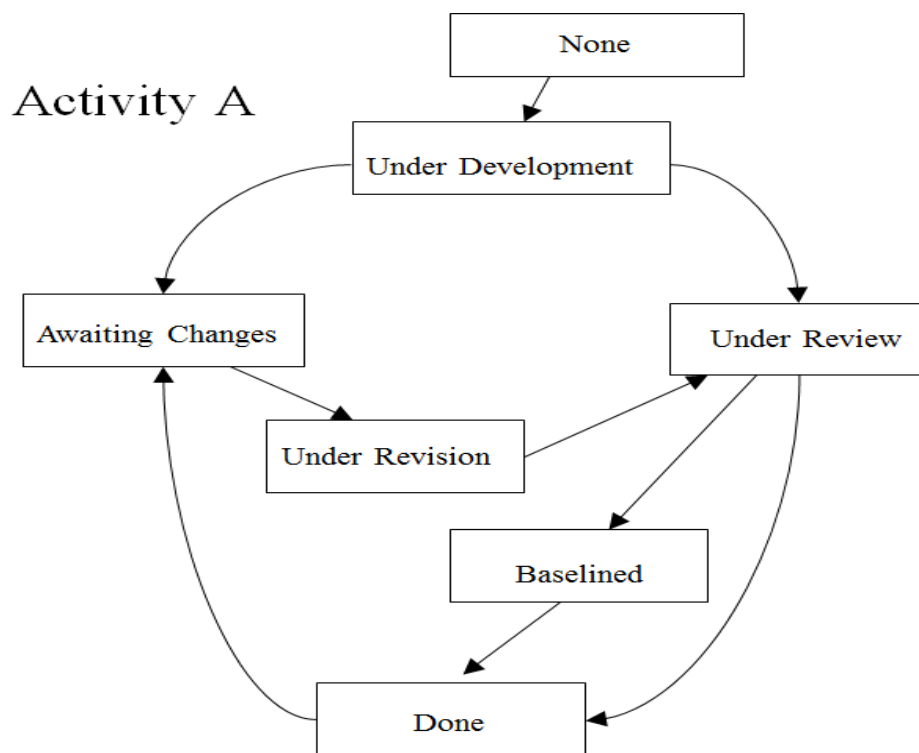 None
Activity A
Under Development
Awaiting Changes
Under Review
Under Revision
Baselined
Done